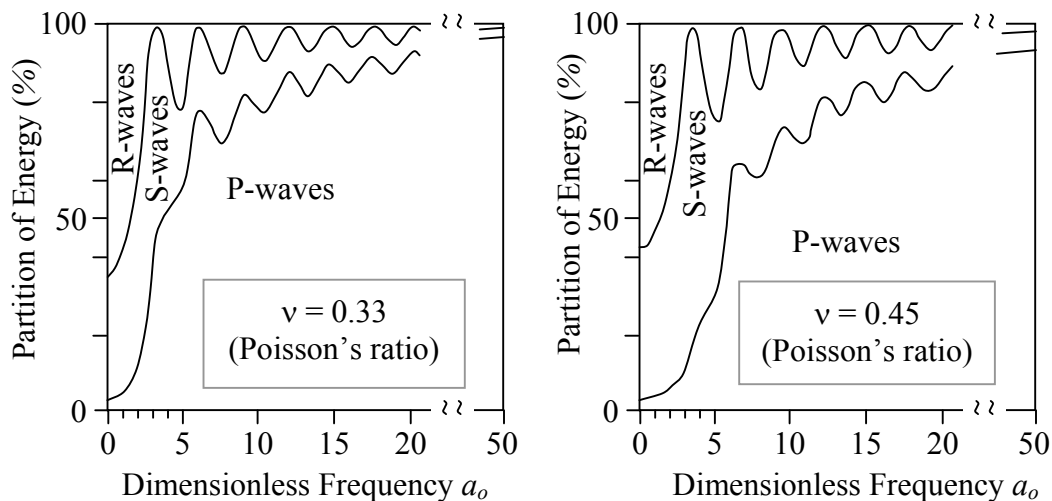 Partition of Energy (%)
100
50
0
R-waves
S-waves
P-waves
ν = 0.33
(Poisson’s ratio)
0
5
10
15
20
50
Dimensionless Frequency ao
Partition of Energy (%)
100
50
0
R-waves
S-waves
P-waves
ν = 0.45
(Poisson’s ratio)
0
5
10
15
20
50
Dimensionless Frequency ao